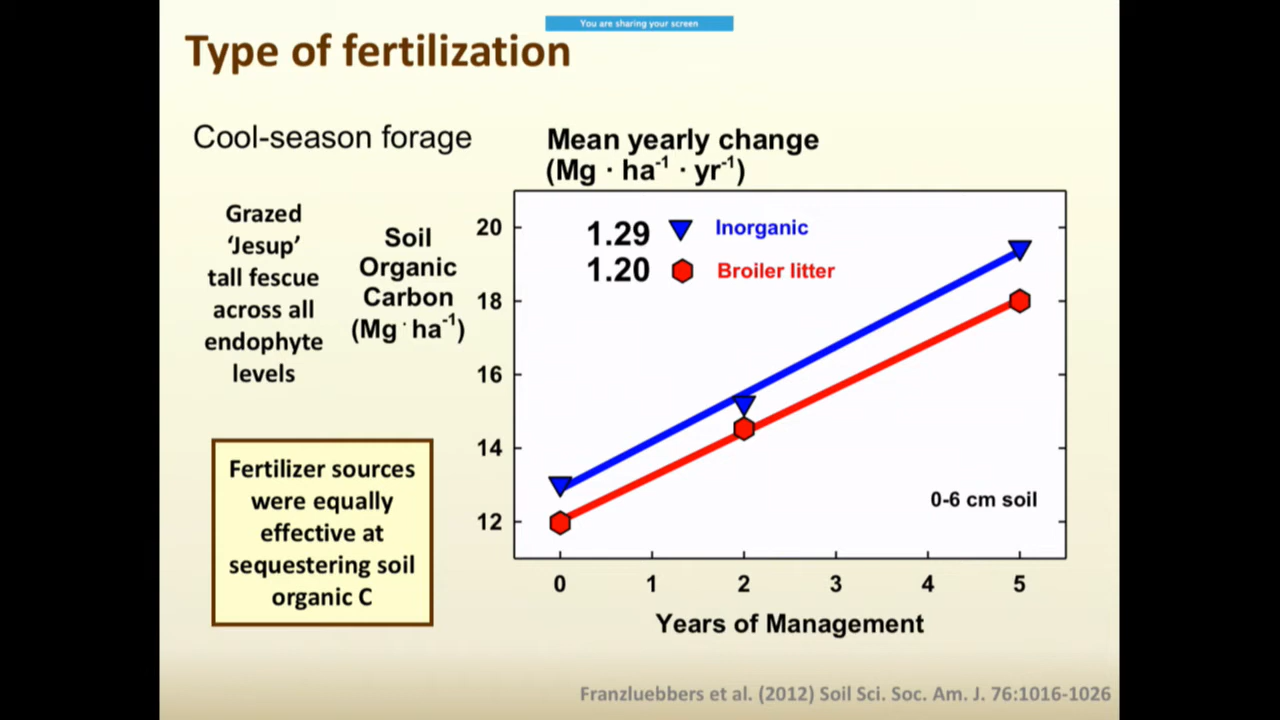 You are sharing your screen
Type of fertilization
Cool-season forage
Grazed
‘Jesup’
tall fescue
across all
endophyte
levels
Fertilizer sources
were equally
effective at
sequestering soil
organic C
Mean yearly change
(Mg · ha⁻¹ · yr⁻¹)
Soil
Organic
Carbon
(Mg · ha⁻¹)
20
18
16
14
12
1.29 Inorganic
1.20 Broiler litter
0-6 cm soil
0 1 2 3 4 5
Years of Management
Franzluebbers et al. (2012) Soil Sci. Soc. Am. J. 76:1016-1026